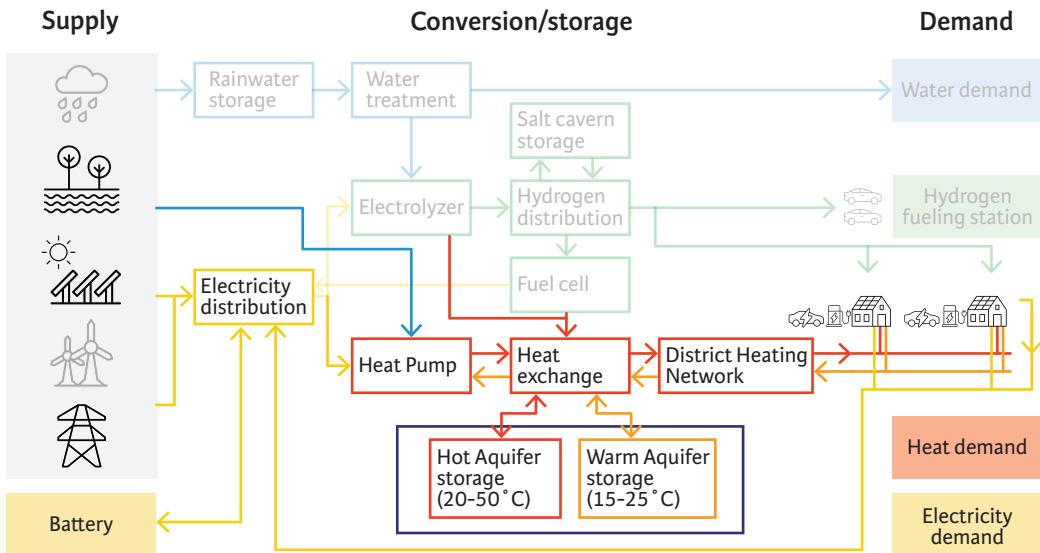 Supply
Conversion/storage
Demand
Rainwater
storage
Water
treatment
Water demand
Salt cavern
storage
Electrolyzer
Hydrogen
distribution
Hydrogen
fueling station
Electricity
distribution
Fuel cell
Heat Pump
Heat
exchange
District Heating
Network
Hot Aquifer
storage
(20-50˚C)
Warm Aquifer
storage
(15-25˚C)
Heat demand
Battery
Electricity
demand